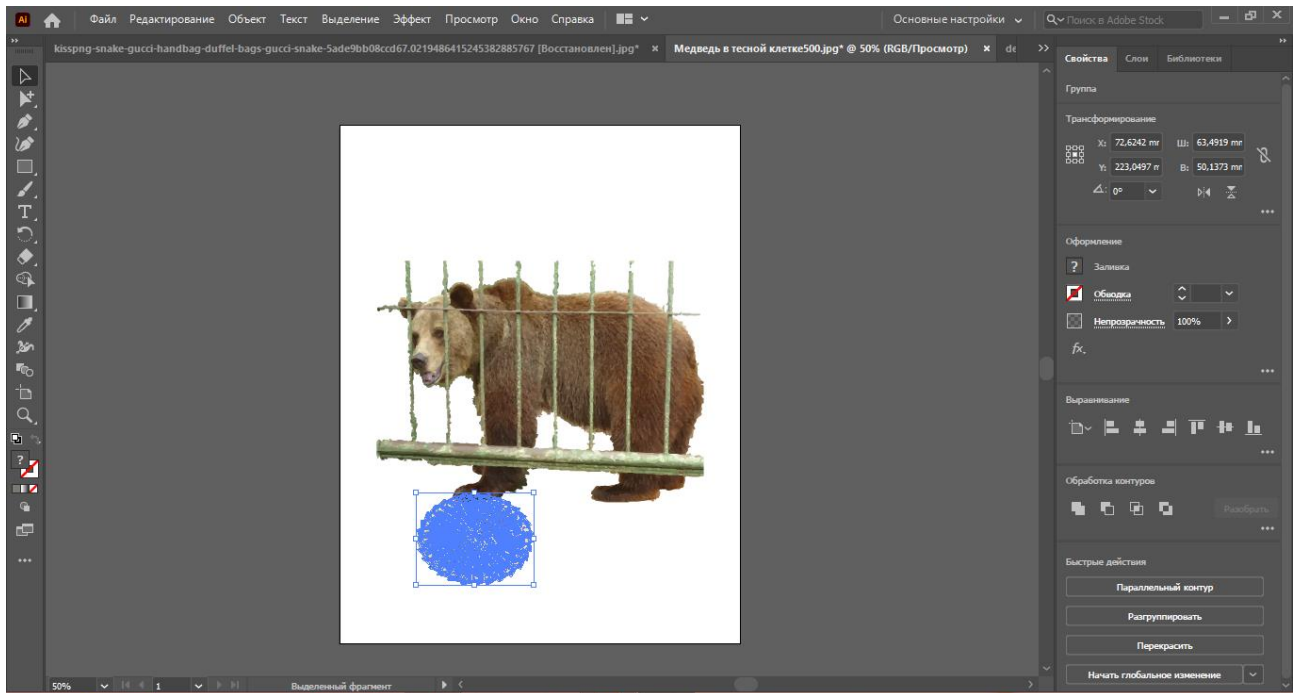 Ai Файл Редактирование Объект Текст Выделение Эффект Просмотр Окно Справка Основные настройки Поиск в Adobe Stock
kisspng-snake-gucci-handbag-duffel-bags-gucci-snake-5ade9bb08ccd67.0219486415245382885767 [Восстановлен].jpg* × Медведь в тесной клетке500.jpg* @ 50% (RGB/Просмотр) × de
Свойства Слои Библиотеки
Группа
Трансформирование
X: 72,6242 mr Ш: 63,4919 mr
Y: 223,0497 r В: 50,1373 mr
0°
Оформление
? Заливка
Обводка
Непрозрачность 100%
fx.
Выравнивание
Обработка контуров
Разобрать
Быстрые действия
Параллельный контур
Разгруппировать
Перекрасить
Начать глобальное изменение
50% 1 Выделенный фрагмент